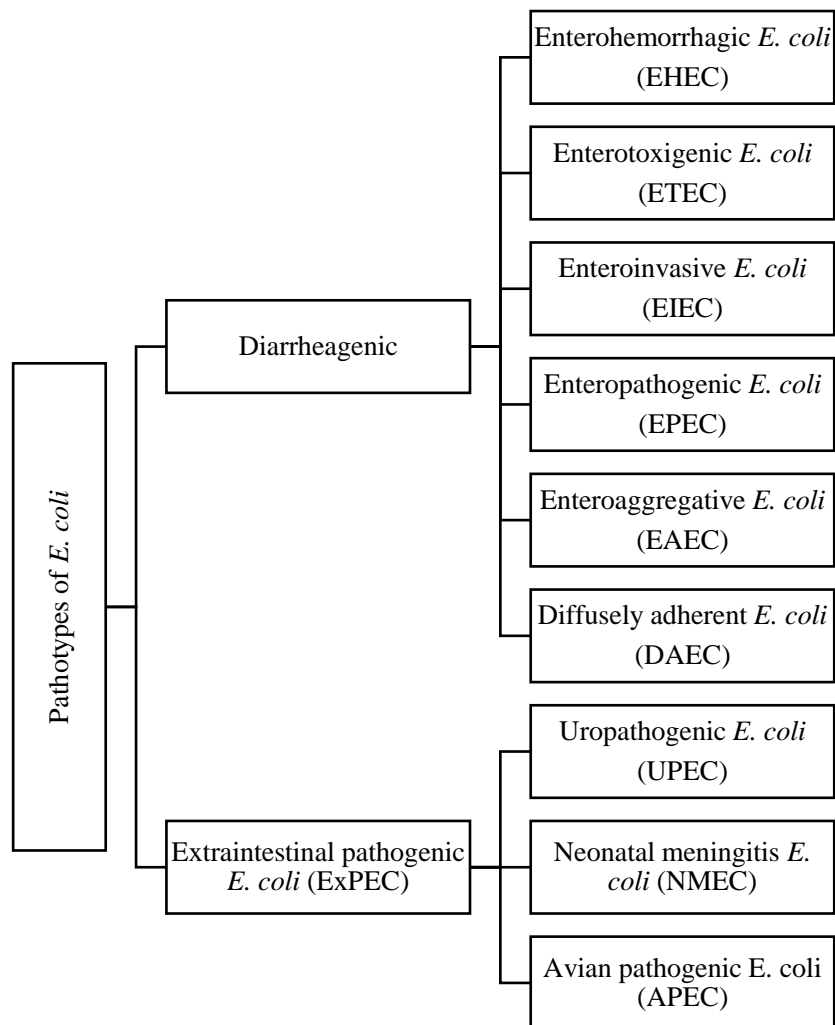 Enterohemorrhagic E. coli
(EHEC)
Enterotoxigenic E. coli
(ETEC)
Enteroinvasive E. coli
(EIEC)
Diarrheagenic
Enteropathogenic E. coli
(EPEC)
Enteroaggregative E. coli
(EAEC)
Diffusely adherent E. coli
(DAEC)
Pathotypes of E. coli
Uropathogenic E. coli
(UPEC)
Extraintestinal pathogenic
E. coli (ExPEC)
Neonatal meningitis E.
coli (NMEC)
Avian pathogenic E. coli
(APEC)